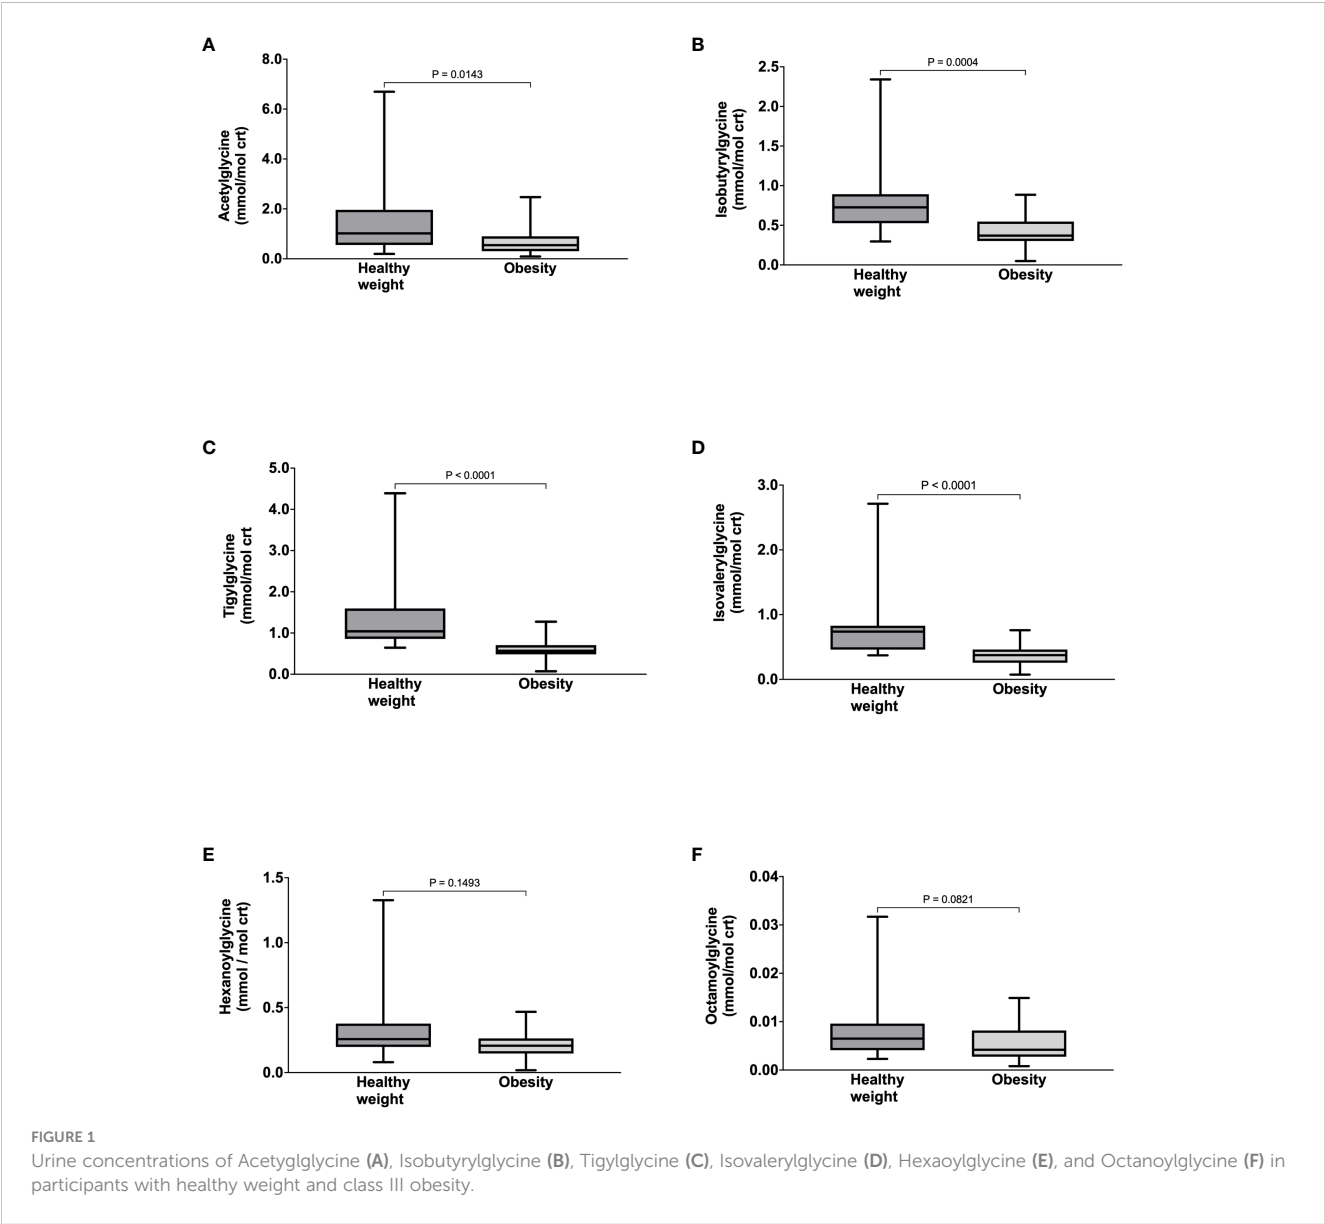 A
8.0
6.0
4.0
2.0
0.0
Acetylglycine
(mmol/mol crt)
P = 0.0143
Healthy
weight
Obesity
B
2.5
2.0
1.5
1.0
0.5
0.0
Isobutyrylgycine
(mmol/mol crt)
P = 0.0004
Healthy
weight
Obesity
C
5.0
4.0
3.0
2.0
1.0
0.0
Tigylglycine
(mmol/mol crt
P < 0.0001
Healthy
weight
Obesity
D
3.0
2.0
1.0
0.0
Isovalerylglycine
(mmol/mol crt)
P < 0.0001
Healthy
weight
Obesity
E
1.5
1.0
0.5
0.0
Hexanoylglycine
(mmol / mol crt)
P = 0.1493
Healthy
weight
Obesity
F
0.04
0.03
0.02
0.01
0.00
Octamoylglycine
(mmol/mol crt)
P = 0.0821
Healthy
weight
Obesity
FIGURE 1
Urine concentrations of Acetyglglycine (A), Isobutyrylglycine (B), Tigylglycine (C), Isovalerylglycine (D), Hexaoylglycine (E), and Octanoylglycine (F) in
participants with healthy weight and class III obesity.